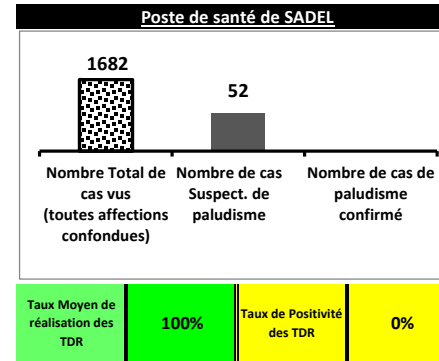 Poste de santé de SADEL
1682
52
Nombre Total de
cas vus
(toutes affections
confondues)
Nombre de cas
Suspect. de
paludisme
Nombre de cas de
paludisme
confirmé
Taux Moyen de
réalisation des
TDR
100%
Taux de Positivité
des TDR
0%